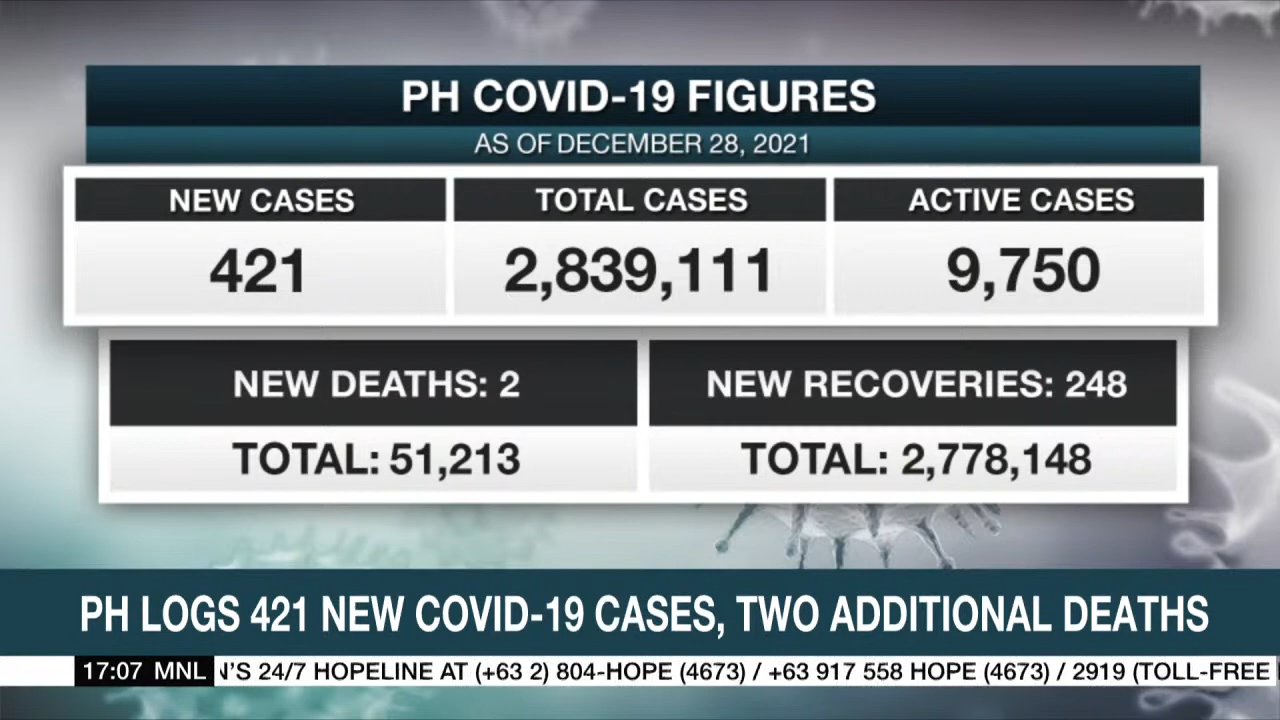 PH COVID-19 FIGURES
AS OF DECEMBER 28, 2021
NEW CASES
421
TOTAL CASES
2,839,111
ACTIVE CASES
9,750
NEW DEATHS: 2
TOTAL: 51,213
NEW RECOVERIES: 248
TOTAL: 2,778,148
PH LOGS 421 NEW COVID-19 CASES, TWO ADDITIONAL DEATHS
17:07 MNL
'S 24/7 HOPELINE AT (+63 2) 804-HOPE (4673) / +63 917 558 HOPE (4673) / 2919 (TOLL-FREE